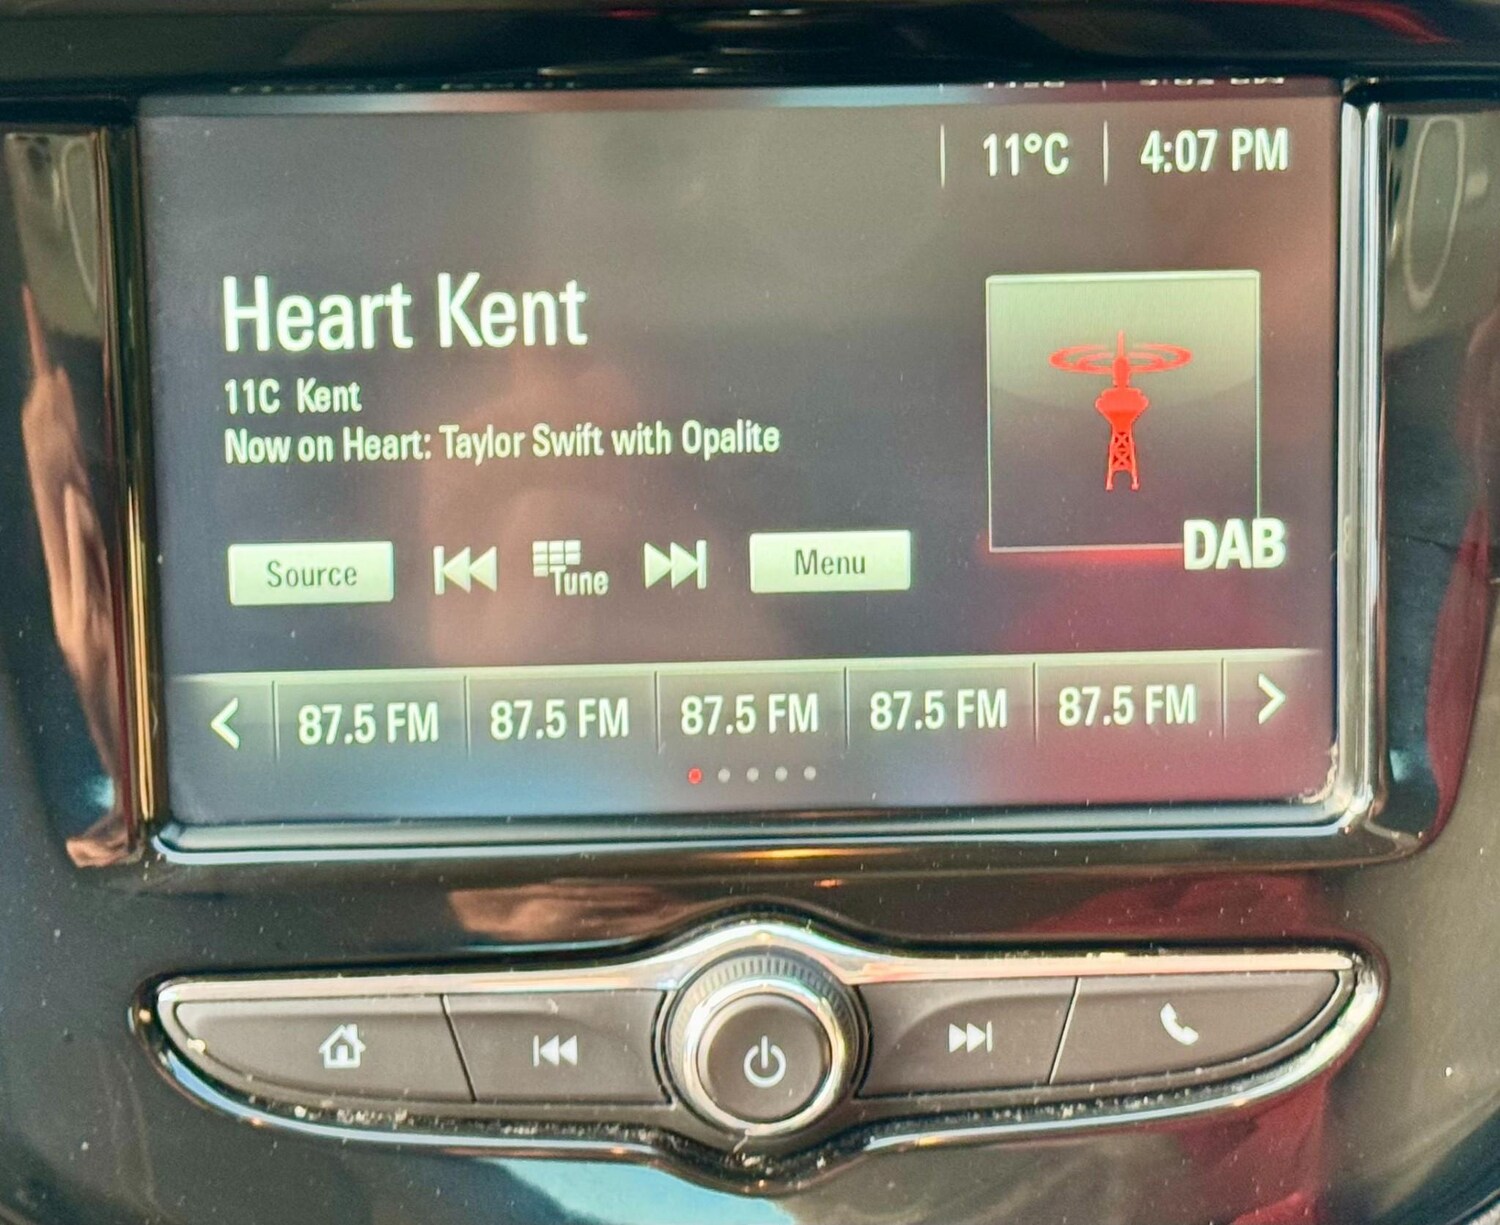 11°C 4:07 PM
Heart Kent
11C Kent
Now on Heart: Taylor Swift with Opalite
Source Tune Menu
DAB
87.5 FM 87.5 FM 87.5 FM 87.5 FM 87.5 FM